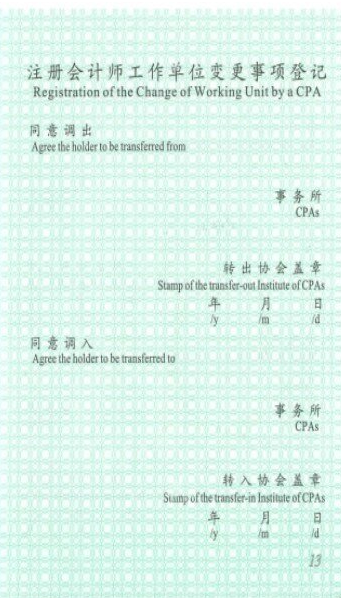 注册会计师工作单位变更事项登记
Registration of the Change of Working Unit by a CPA
同意调出
Agree the holder to be transferred from
事务所
CPAs
转出协会盖章
Stamp of the transfer-out Institute of CPAs
年 月 日
/y /m /d
同意调入
Agree the holder to be transferred to
事务所
CPAs
转入协会盖章
Stamp of the transfer-in Institute of CPAs
年 月 日
/y /m /d
13